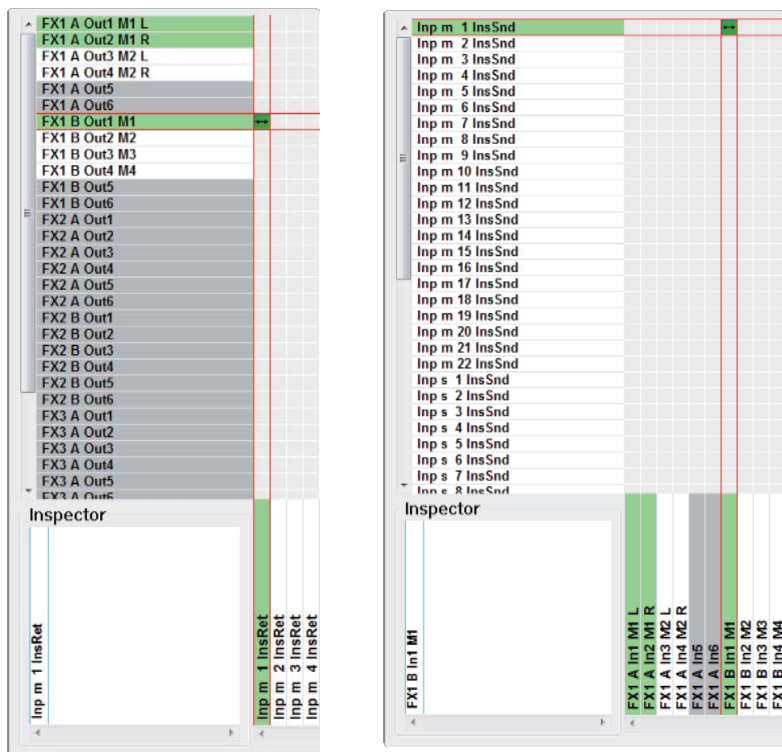 FX1 A Out1 M1 L
FX1 A Out2 M1 R
FX1 A Out3 M2 L
FX1 A Out4 M2 R
FX1 A Out5
FX1 A Out6
FX1 B Out1 M1
FX1 B Out2 M2
FX1 B Out3 M3
FX1 B Out4 M4
FX1 B Out5
FX1 B Out6
FX2 A Out1
FX2 A Out2
FX2 A Out3
FX2 A Out4
FX2 A Out5
FX2 A Out6
FX2 B Out1
FX2 B Out2
FX2 B Out3
FX2 B Out4
FX2 B Out5
FX2 B Out6
FX3 A Out1
FX3 A Out2
FX3 A Out3
FX3 A Out4
FX3 A Out5
FX3 A Out6
Inspector
Inp m 1 InsRet
Inp m 1 InsRet
Inp m 2 InsRet
Inp m 3 InsRet
Inp m 4 InsRet
Inp m 1 InsSnd
Inp m 2 InsSnd
Inp m 3 InsSnd
Inp m 4 InsSnd
Inp m 5 InsSnd
Inp m 6 InsSnd
Inp m 7 InsSnd
Inp m 8 InsSnd
Inp m 9 InsSnd
Inp m 10 InsSnd
Inp m 11 InsSnd
Inp m 12 InsSnd
Inp m 13 InsSnd
Inp m 14 InsSnd
Inp m 15 InsSnd
Inp m 16 InsSnd
Inp m 17 InsSnd
Inp m 18 InsSnd
Inp m 19 InsSnd
Inp m 20 InsSnd
Inp m 21 InsSnd
Inp m 22 InsSnd
Inp s 1 InsSnd
Inp s 2 InsSnd
Inp s 3 InsSnd
Inp s 4 InsSnd
Inp s 5 InsSnd
Inp s 6 InsSnd
Inp s 7 InsSnd
Inp s 8 InsSnd
Inspector
FX1 B In1 M1
FX1 A In1 M1 L
FX1 A In2 M1 R
FX1 A In3 M2 L
FX1 A In4 M2 R
FX1 A In5
FX1 A In6
FX1 B In1 M1
FX1 B In2 M2
FX1 B In3 M3
FX1 B In4 M4